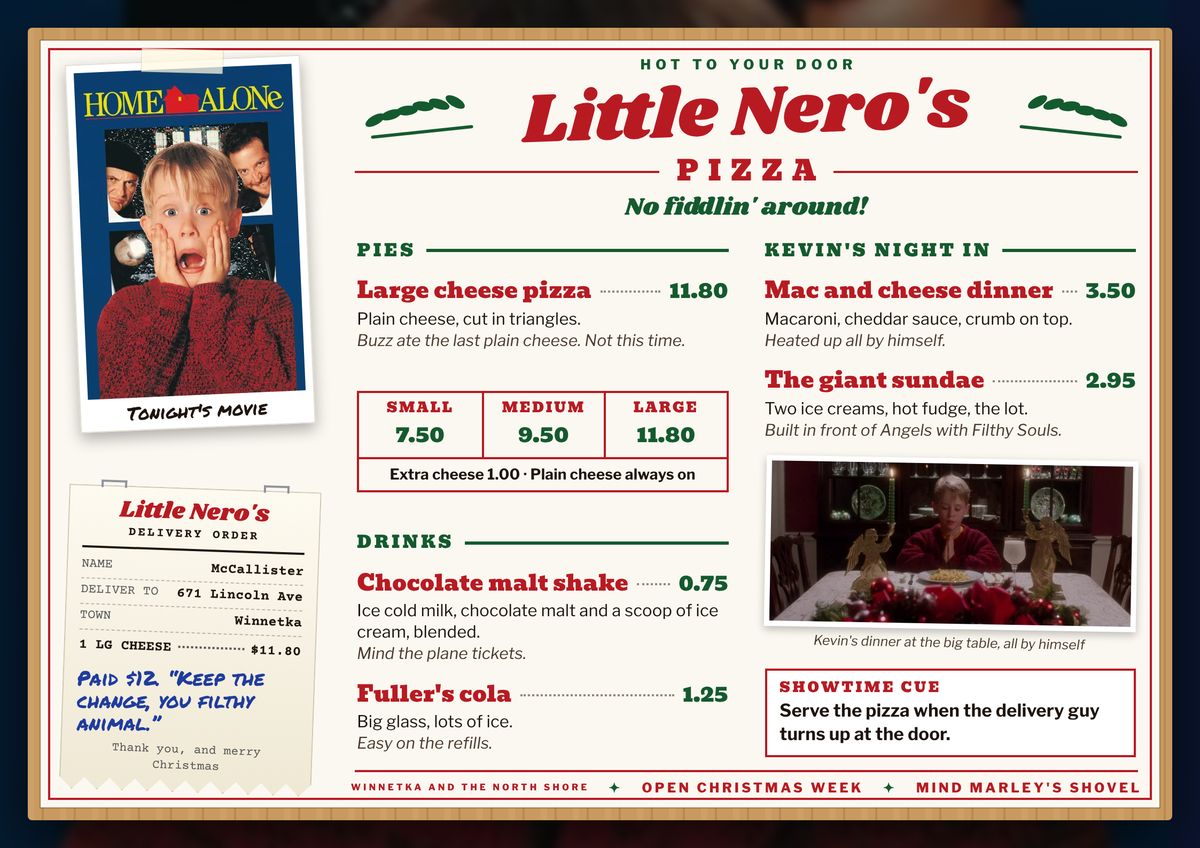 HOME ALONe
TONIGHT'S MOVIE
Little Nero's
DELIVERY ORDER
NAME McCallister
DELIVER TO 671 Lincoln Ave
TOWN Winnetka
1 LG CHEESE $11.80
PAID $12. "KEEP THE
CHANGE, YOU FILTHY
ANIMAL."
Thank you, and merry
Christmas
HOT TO YOUR DOOR
Little Nero's
PIZZA
No fiddlin' around!
PIES
Large cheese pizza 11.80
Plain cheese, cut in triangles.
Buzz ate the last plain cheese. Not this time.
SMALL MEDIUM LARGE
7.50 9.50 11.80
Extra cheese 1.00 · Plain cheese always on
DRINKS
Chocolate malt shake 0.75
Ice cold milk, chocolate malt and a scoop of ice
cream, blended.
Mind the plane tickets.
Fuller's cola 1.25
Big glass, lots of ice.
Easy on the refills.
KEVIN'S NIGHT IN
Mac and cheese dinner 3.50
Macaroni, cheddar sauce, crumb on top.
Heated up all by himself.
The giant sundae 2.95
Two ice creams, hot fudge, the lot.
Built in front of Angels with Filthy Souls.
Kevin's dinner at the big table, all by himself
SHOWTIME CUE
Serve the pizza when the delivery guy
turns up at the door.
WINNETKA AND THE NORTH SHORE ✦ OPEN CHRISTMAS WEEK ✦ MIND MARLEY'S SHOVEL